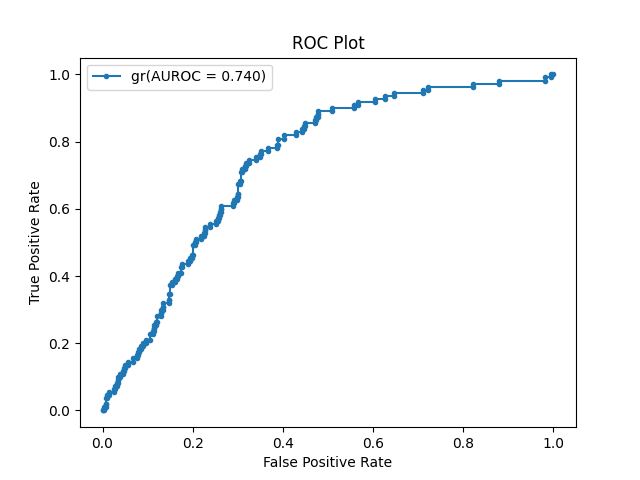 ROC Plot
gr(AUROC = 0.740)
1.0
0.8
0.6
0.4
0.2
0.0
True Positive Rate
0.0 0.2 0.4 0.6 0.8 1.0
False Positive Rate